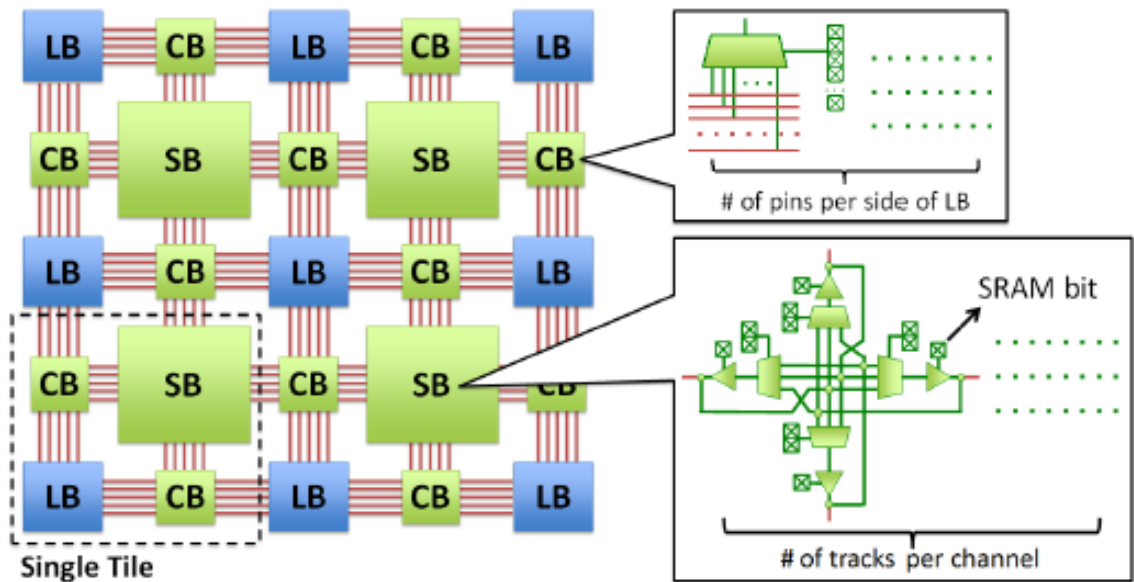 LB CB LB CB LB
CB SB CB SB CB
# of pins per side of LB
LB CB LB CB LB
SRAM bit
CB SB CB SB CB
LB CB LB CB LB
# of tracks per channel
Single Tile